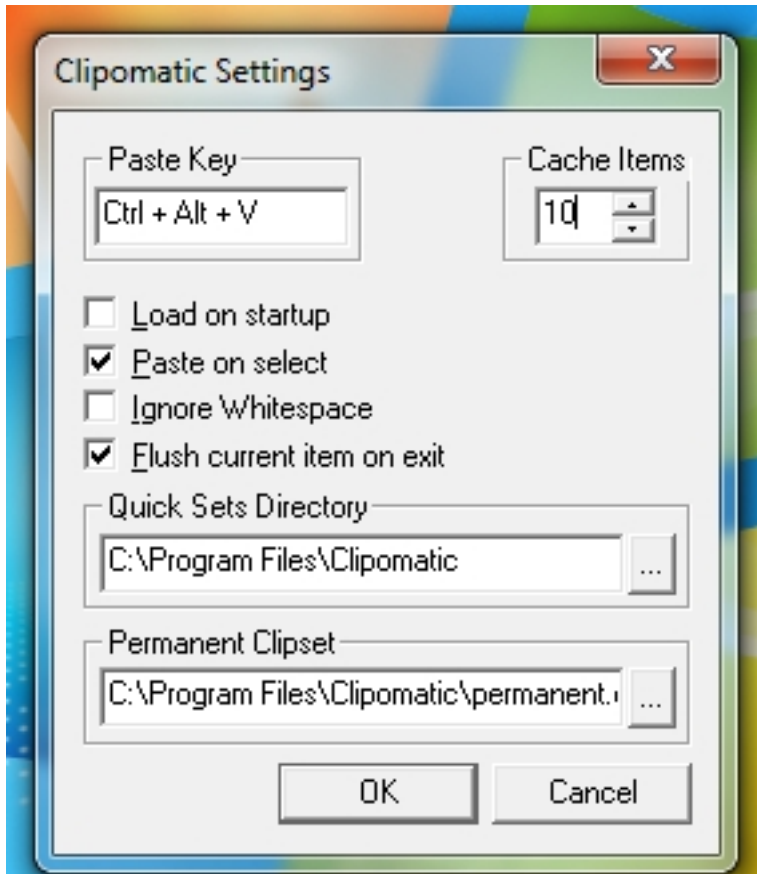 Clipomatic Settings
Paste Key
Cache Items
Ctrl + Alt + V
10
Load on startup
Paste on select
Ignore Whitespace
Flush current item on exit
Quick Sets Directory
C:\Program Files\Clipomatic
...
Permanent Clipset
C:\Program Files\Clipomatic\permanent.
...
OK
Cancel